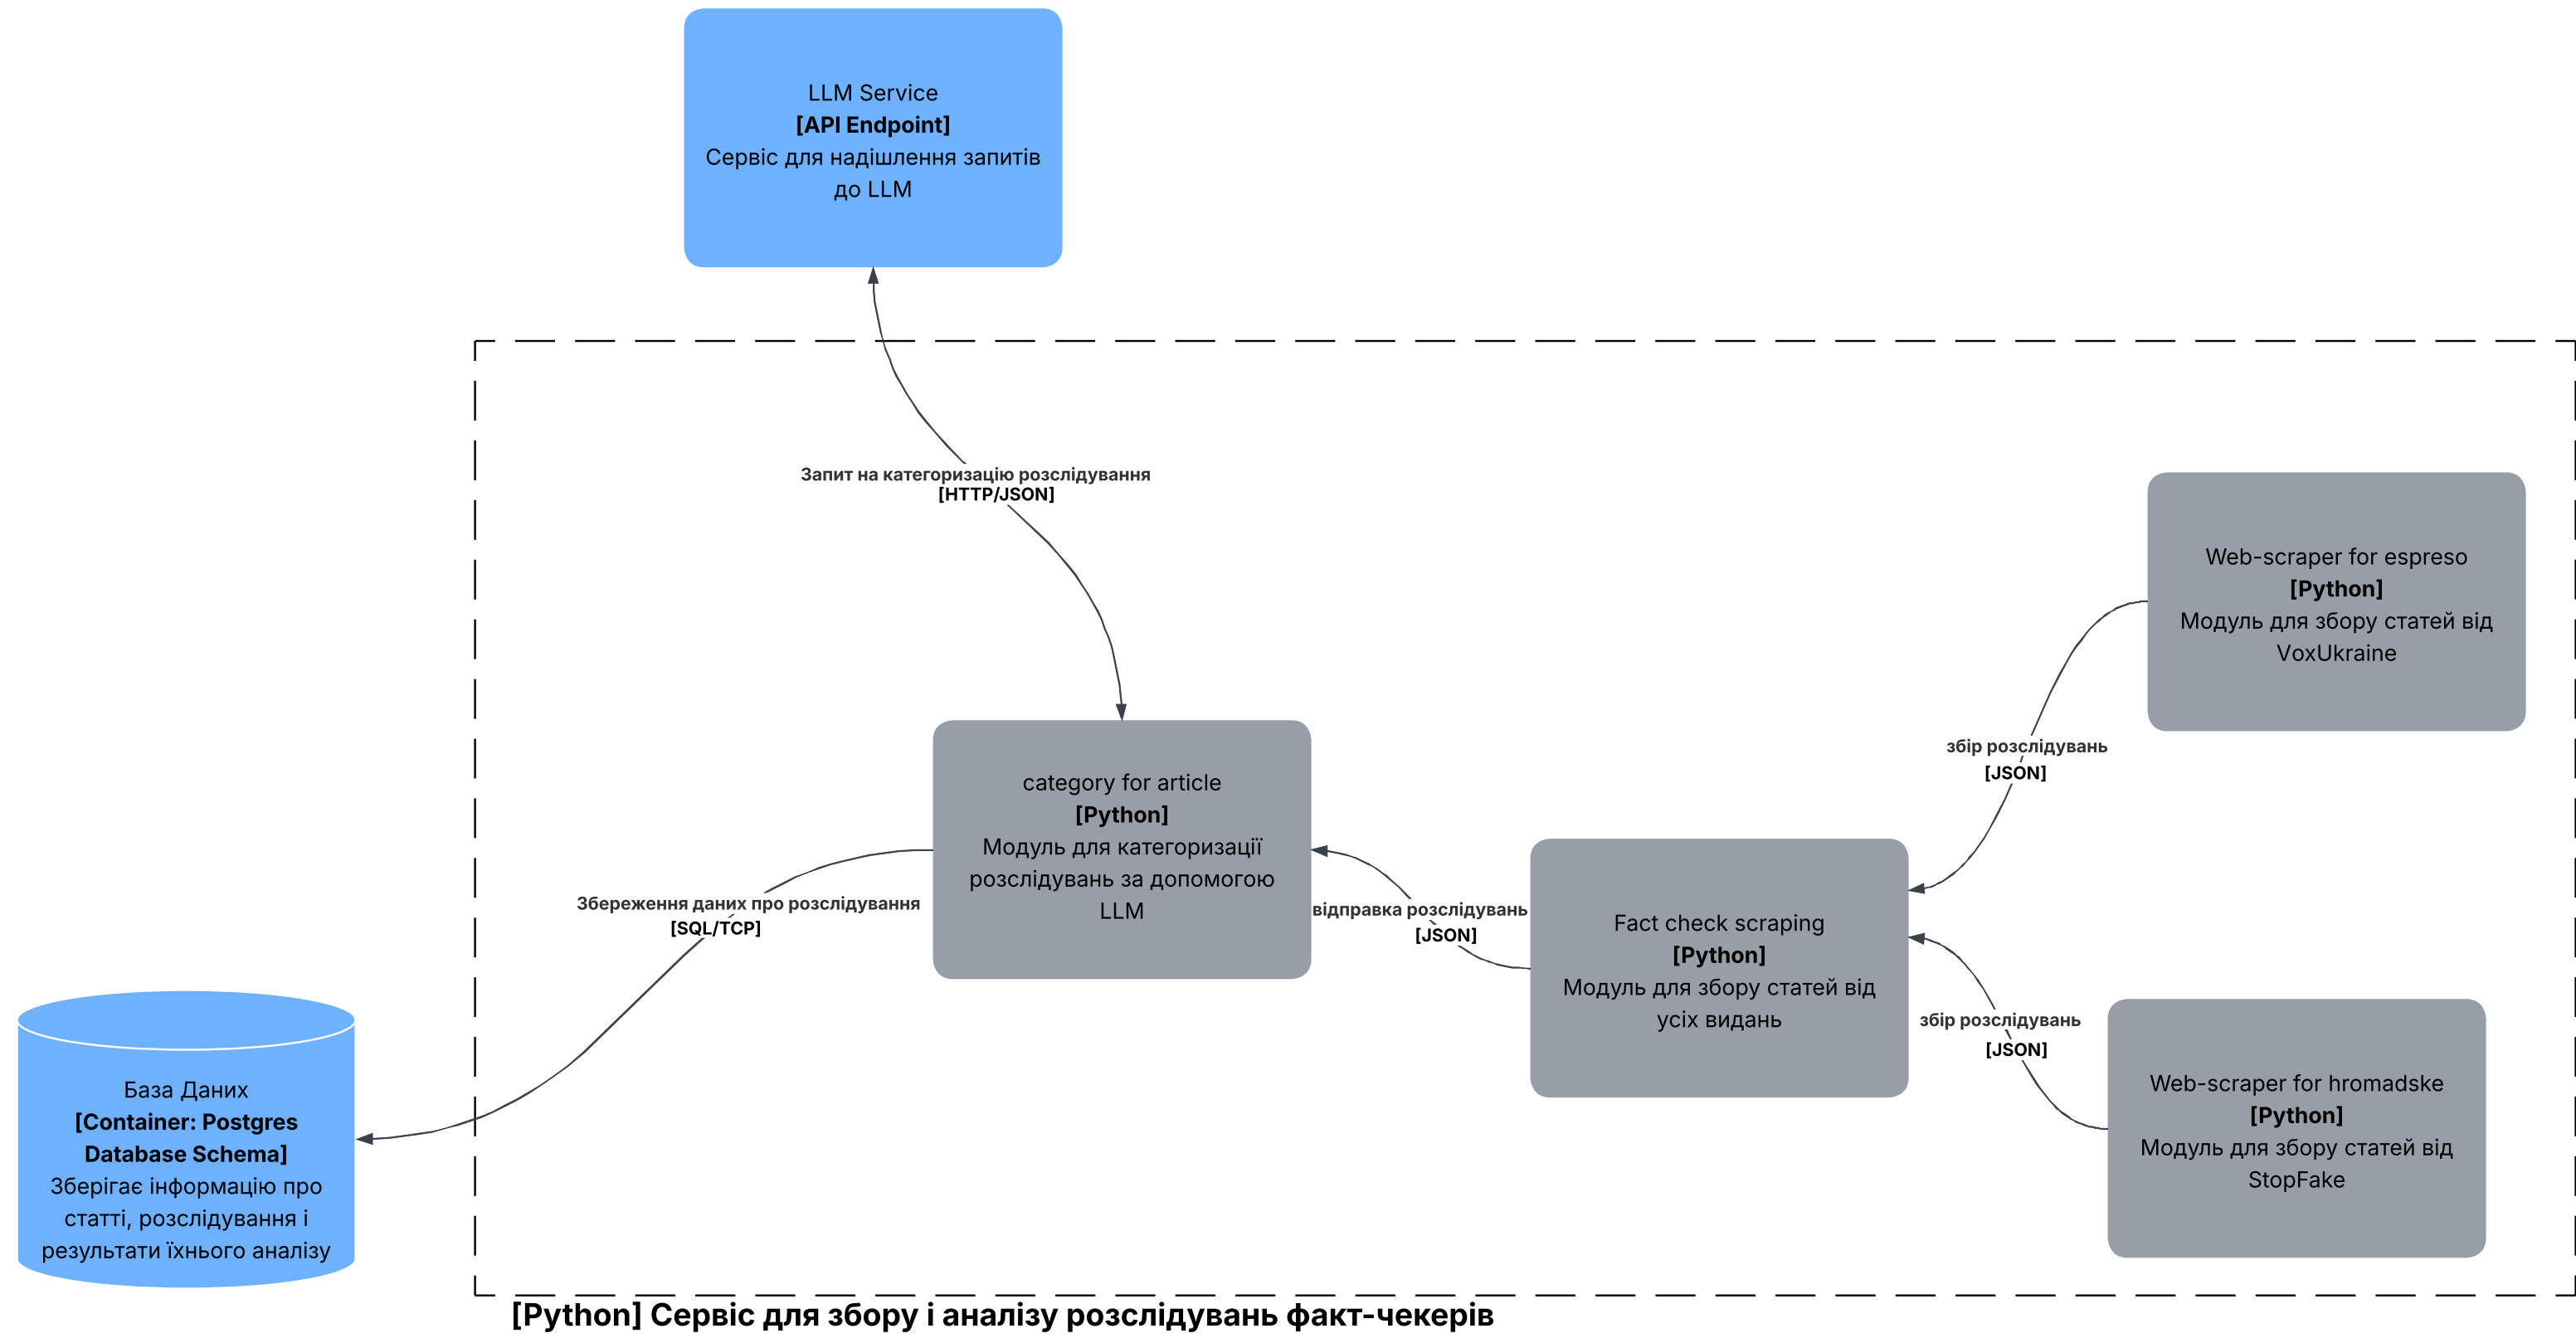 LLM Service
[API Endpoint]
Сервіс для надішлення запитів
до LLM
Запит на категоризацію розслідування
[HTTP/JSON]
Web-scraper for espreso
[Python]
Модуль для збору статей від
VoxUkraine
збір розслідувань
[JSON]
category for article
[Python]
Модуль для категоризації
розслідувань за допомогою
LLM
Збереження даних про розслідування
[SQL/TCP]
відправка розслідувань
[JSON]
Fact check scraping
[Python]
Модуль для збору статей від
усіх видань
збір розслідувань
[JSON]
Web-scraper for hromadske
[Python]
Модуль для збору статей від
StopFake
База Даних
[Container: Postgres
Database Schema]
Зберігає інформацію про
статті, розслідування і
результати їхнього аналізу
[Python] Сервіс для збору і аналізу розслідувань факт-чекерів